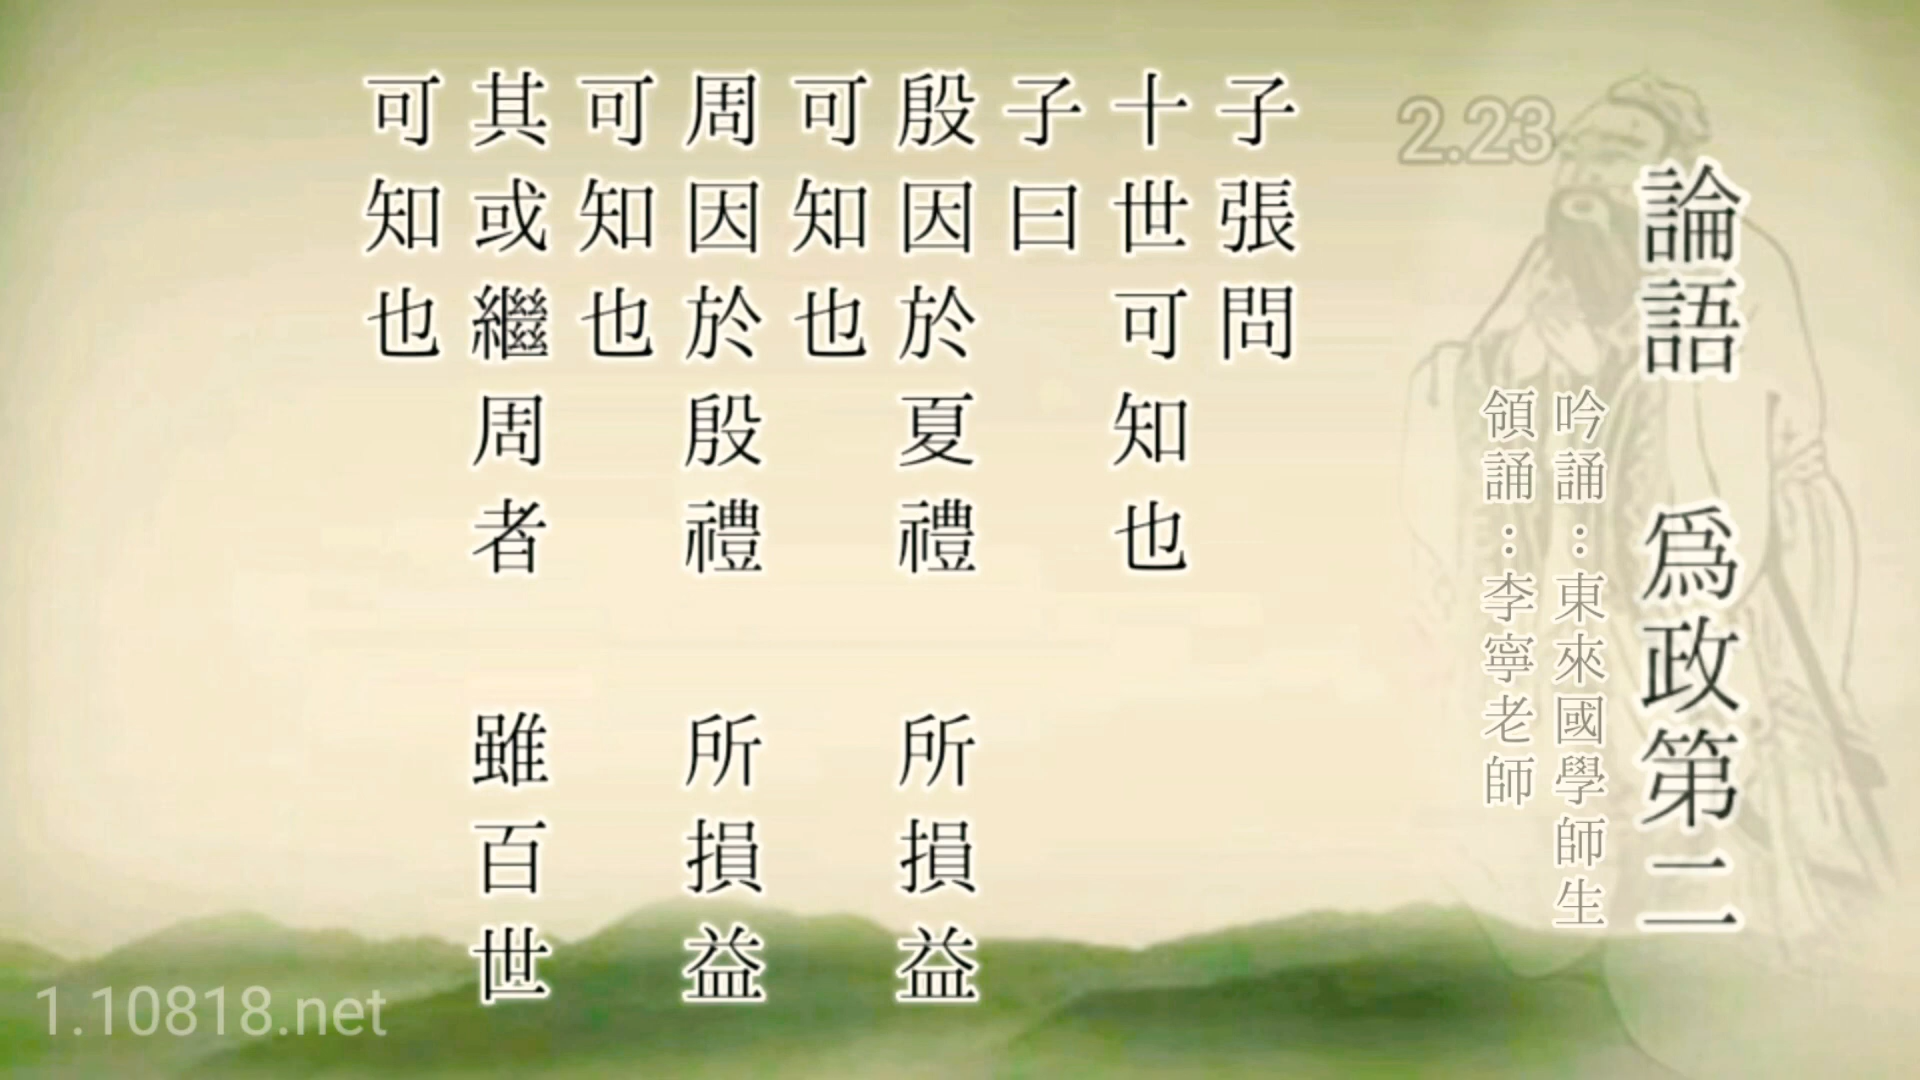 論語 爲政第二
吟誦：東來國學師生
領誦：李寧老師
2.23
子張問
十世可知也
子曰
殷因於夏禮 所損益
可知也
周因於殷禮 所損益
可知也
其或繼周者 雖百世
可知也
1.10818.net